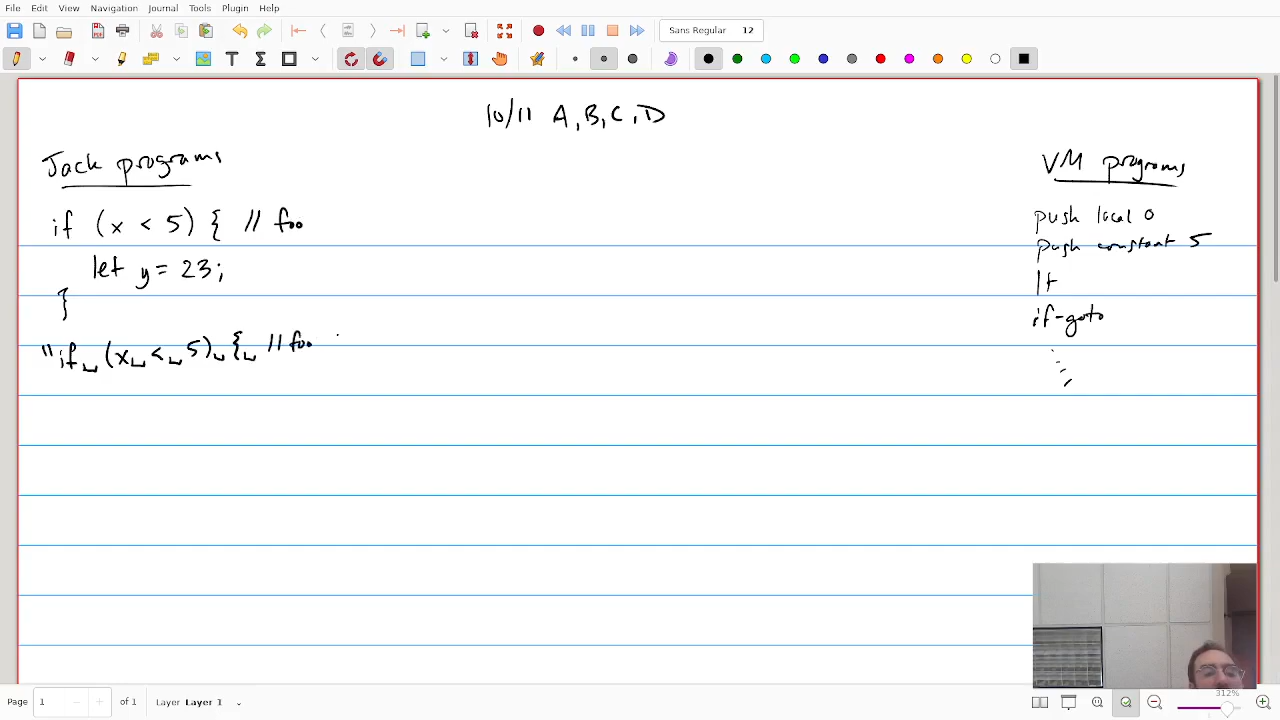 File Edit View Navigation Journal Tools Plugin Help
Sans Regular 12
10/11 A, B, C, D
Jack programs
if (x < 5) { // foo
let y = 23;
}
"if␣(x␣<␣5)␣{␣ // foo
VM programs
push local 0
push constant 5
lt
if-goto
Page 1 of 1 Layer Layer 1
312%